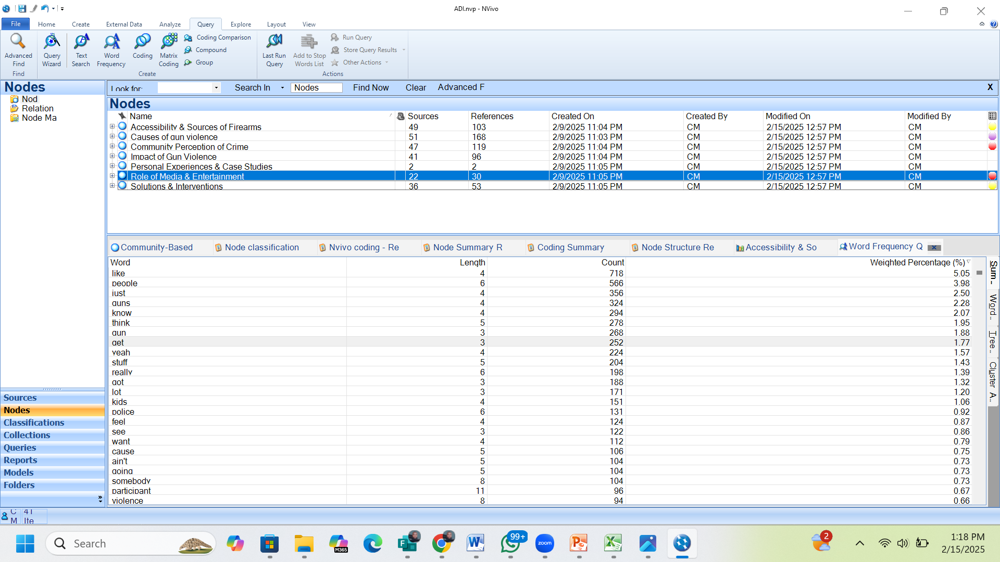 ADI.nvp - NVivo
File Home Create External Data Analyze Query Explore Layout View
Advanced Find
Query Wizard
Text Search
Word Frequency
Coding
Matrix Coding
Coding Comparison
Compound
Group
Last Run Query
Add to Stop Words List
Run Query
Store Query Results
Other Actions
Find Create Actions
Nodes
Nod
Relation
Node Ma
Look for: Search In Nodes Find Now Clear Advanced F X
Nodes
Name Sources References Created On Created By Modified On Modified By
Accessibility & Sources of Firearms 49 103 2/9/2025 11:04 PM CM 2/15/2025 12:57 PM CM
Causes of gun violence 51 168 2/9/2025 11:03 PM CM 2/15/2025 12:57 PM CM
Community Perception of Crime 47 119 2/9/2025 11:04 PM CM 2/15/2025 12:57 PM CM
Impact of Gun Violence 41 96 2/9/2025 11:04 PM CM 2/15/2025 12:57 PM CM
Personal Experiences & Case Studies 2 2 2/9/2025 11:05 PM CM 2/15/2025 12:57 PM CM
Role of Media & Entertainment 22 30 2/9/2025 11:05 PM CM 2/15/2025 12:57 PM CM
Solutions & Interventions 36 53 2/9/2025 11:05 PM CM 2/15/2025 12:57 PM CM
Community-Based Node classification Nvivo coding - Re Node Summary R Coding Summary Node Structure Re Accessibility & So Word Frequency Q
Word Length Count Weighted Percentage (%)
like 4 718 5.05
people 6 566 3.98
just 4 356 2.50
guns 4 324 2.28
know 4 294 2.07
think 5 278 1.95
gun 3 268 1.88
get 3 252 1.77
yeah 4 224 1.57
stuff 5 204 1.43
really 6 198 1.39
got 3 188 1.32
lot 3 171 1.20
kids 4 151 1.06
police 6 131 0.92
feel 4 124 0.87
see 3 122 0.86
want 4 112 0.79
cause 5 106 0.75
ain't 5 104 0.73
going 5 104 0.73
somebody 8 104 0.73
participant 11 96 0.67
violence 8 94 0.66
Sum -
Word..
Tree..
Cluster A..
Sources
Nodes
Classifications
Collections
Queries
Reports
Models
Folders
C M
41 Ite
Search
M365
99+
zoom
2
1:18 PM
2/15/2025